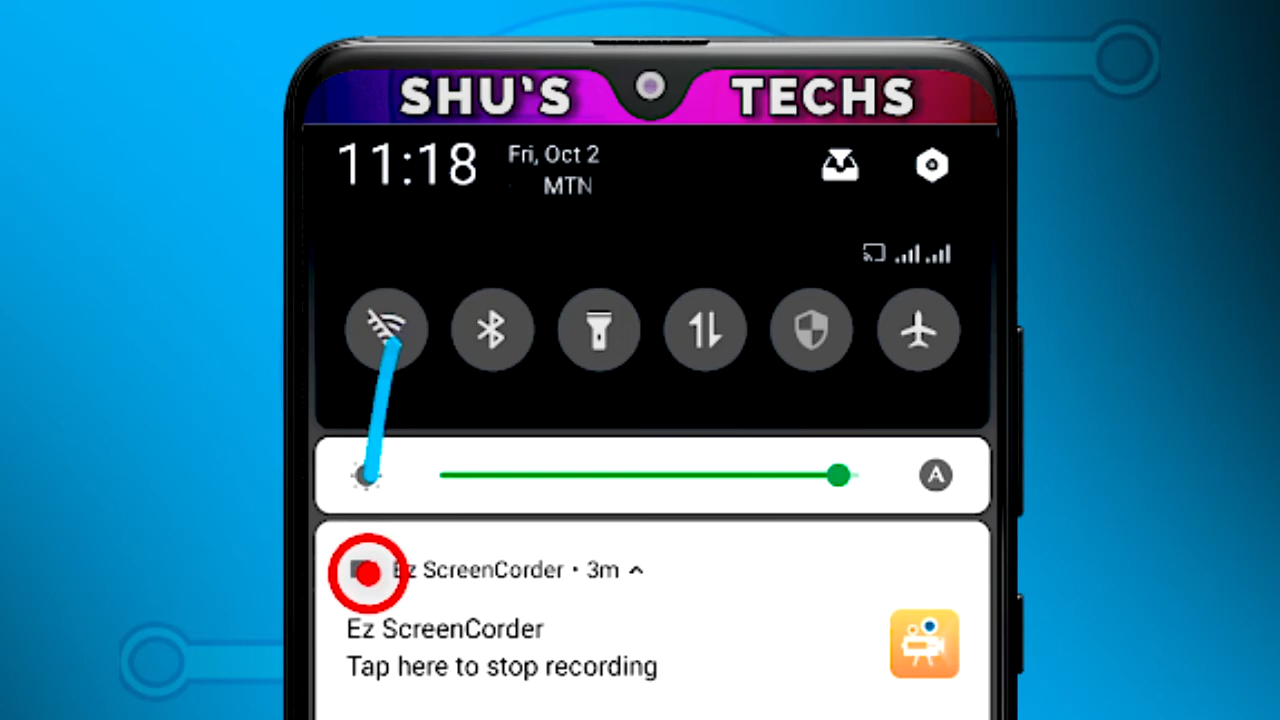 SHU'S TECHS
11:18 Fri, Oct 2
MTN
A
Ez ScreenCorder • 3m
Ez ScreenCorder
Tap here to stop recording